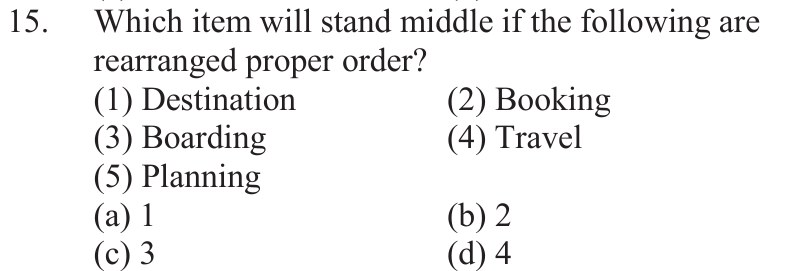 15. Which item will stand middle if the following are
rearranged proper order?
(1) Destination (2) Booking
(3) Boarding (4) Travel
(5) Planning
(a) 1 (b) 2
(c) 3 (d) 4